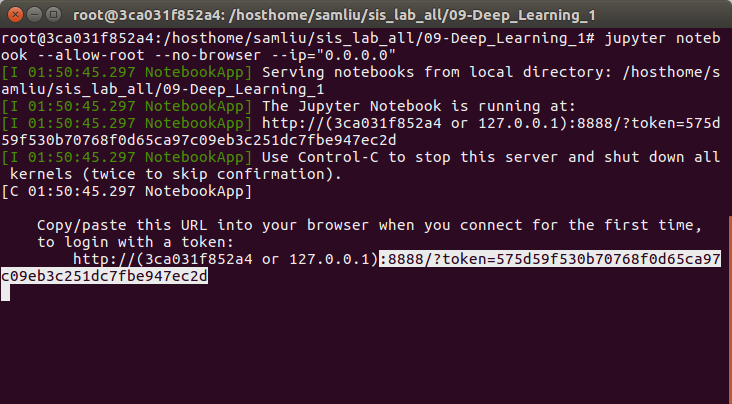 root@3ca031f852a4: /hosthome/samliu/sis_lab_all/09-Deep_Learning_1
root@3ca031f852a4:/hosthome/samliu/sis_lab_all/09-Deep_Learning_1# jupyter noteb
ook --allow-root --no-browser --ip="0.0.0.0"
[I 01:50:45.297 NotebookApp] Serving notebooks from local directory: /hosthome/s
amliu/sis_lab_all/09-Deep_Learning_1
[I 01:50:45.297 NotebookApp] The Jupyter Notebook is running at:
[I 01:50:45.297 NotebookApp] http://(3ca031f852a4 or 127.0.0.1):8888/?token=575d
59f530b70768f0d65ca97c09eb3c251dc7fbe947ec2d
[I 01:50:45.297 NotebookApp] Use Control-C to stop this server and shut down all
 kernels (twice to skip confirmation).
[C 01:50:45.297 NotebookApp]
    Copy/paste this URL into your browser when you connect for the first time,
    to login with a token:
        http://(3ca031f852a4 or 127.0.0.1):8888/?token=575d59f530b70768f0d65ca97
c09eb3c251dc7fbe947ec2d